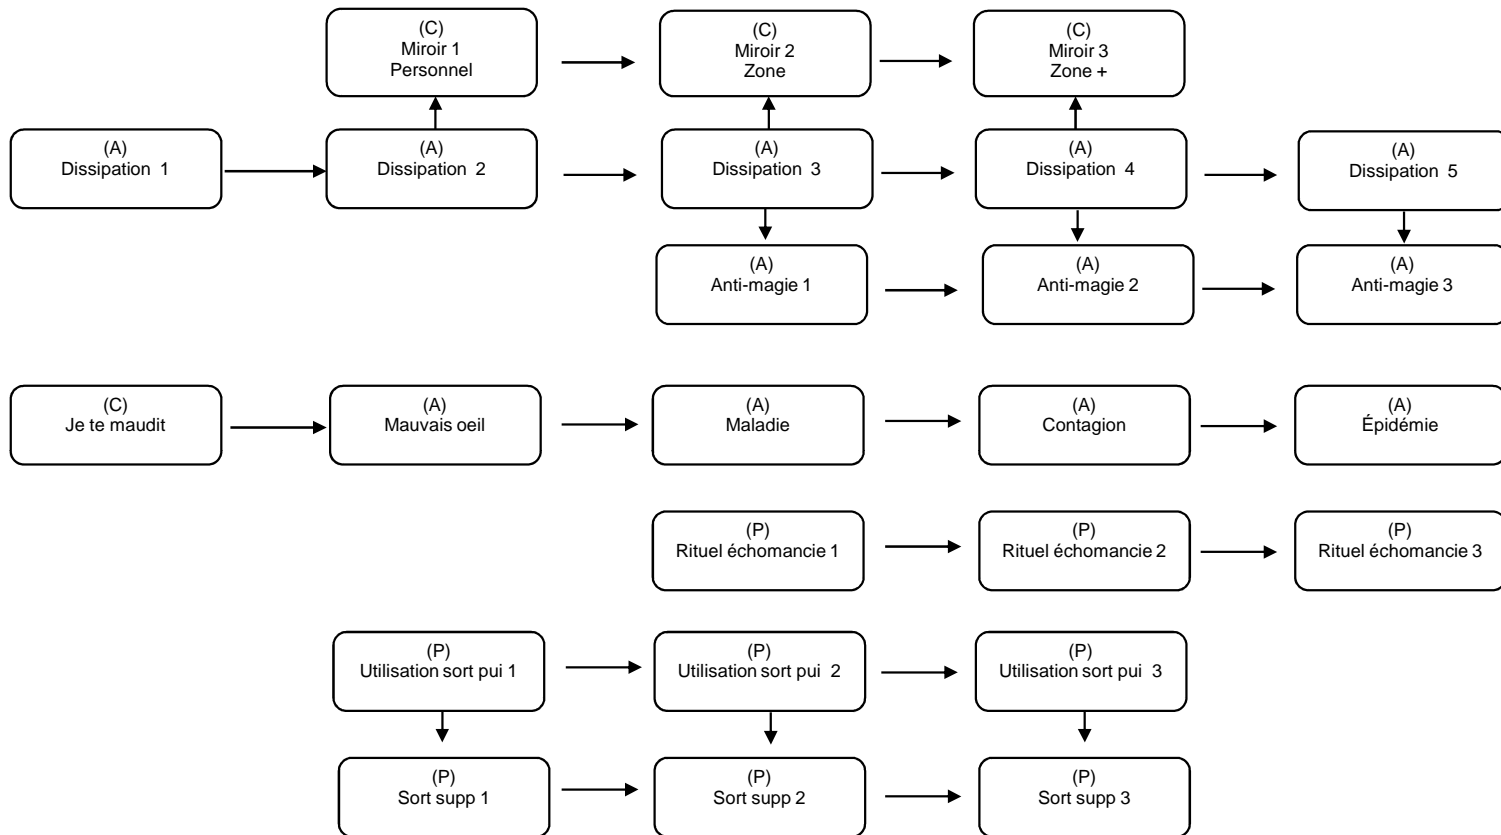 (C)
Miroir 1
Personnel
(C)
Miroir 2
Zone
(C)
Miroir 3
Zone +
(A)
Dissipation 1
(A)
Dissipation 2
(A)
Dissipation 3
(A)
Dissipation 4
(A)
Dissipation 5
(A)
Anti-magie 1
(A)
Anti-magie 2
(A)
Anti-magie 3
(C)
Je te maudit
(A)
Mauvais oeil
(A)
Maladie
(A)
Contagion
(A)
Épidémie
(P)
Rituel échomancie 1
(P)
Rituel échomancie 2
(P)
Rituel échomancie 3
(P)
Utilisation sort pui 1
(P)
Utilisation sort pui 2
(P)
Utilisation sort pui 3
(P)
Sort supp 1
(P)
Sort supp 2
(P)
Sort supp 3